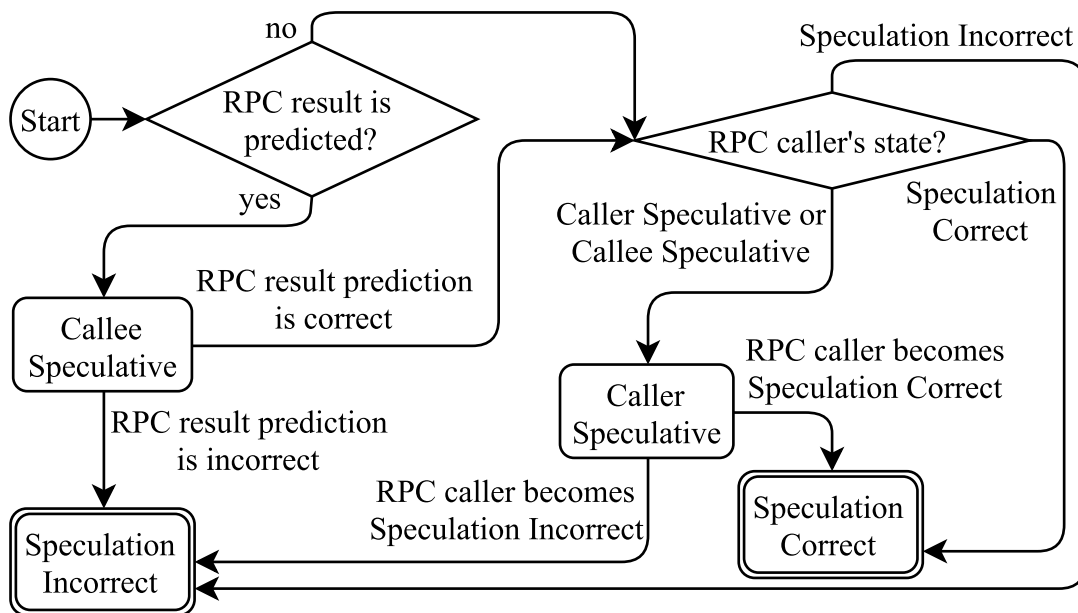 no
Speculation Incorrect
Start
RPC result is
predicted?
RPC caller's state?
yes
Speculation
Correct
Caller Speculative or
Callee Speculative
RPC result prediction
is correct
Callee
Speculative
RPC caller becomes
Speculation Correct
Caller
Speculative
RPC result prediction
is incorrect
RPC caller becomes
Speculation Incorrect
Speculation
Correct
Speculation
Incorrect